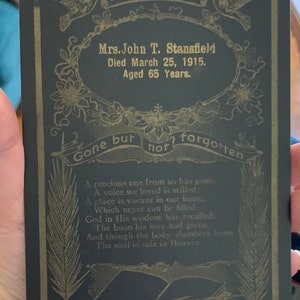 Mrs. John T. Stansfield
Died March 25, 1915.
Aged 65 Years.
Gone but not forgotten
A precious one from us has gone,
A voice we loved is stilled,
A place is vacant in our home,
Which never can be filled.
God in His wisdom has recalled,
The boon his love had given,
And though the body slumbers here,
The soul is safe in Heaven.